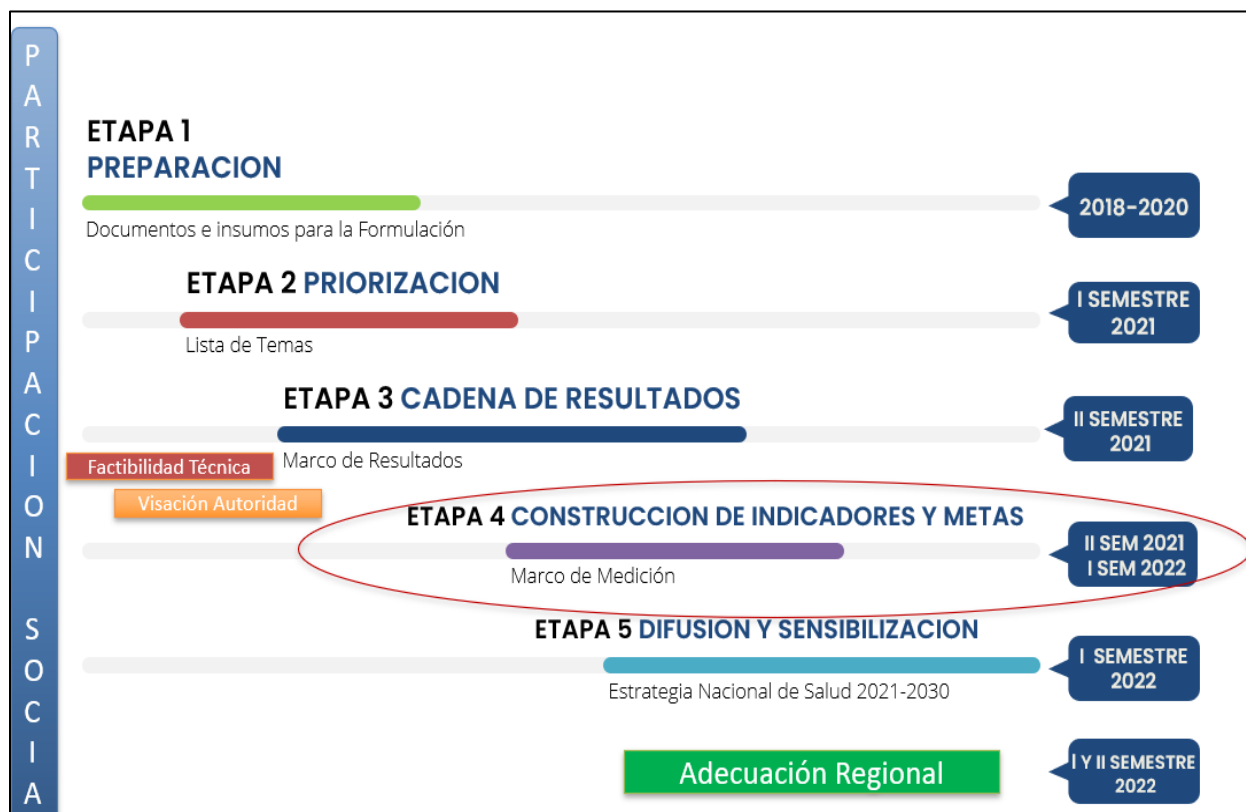 PARTICIPACION SOCIA
ETAPA 1
PREPARACION
Documentos e insumos para la Formulación
2018-2020
ETAPA 2 PRIORIZACION
Lista de Temas
I SEMESTRE
2021
ETAPA 3 CADENA DE RESULTADOS
Marco de Resultados
II SEMESTRE
2021
Factibilidad Técnica
Visación Autoridad
ETAPA 4 CONSTRUCCION DE INDICADORES Y METAS
Marco de Medición
II SEM 2021
I SEM 2022
ETAPA 5 DIFUSION Y SENSIBILIZACION
Estrategia Nacional de Salud 2021-2030
I SEMESTRE
2022
Adecuación Regional
I Y II SEMESTRE
2022